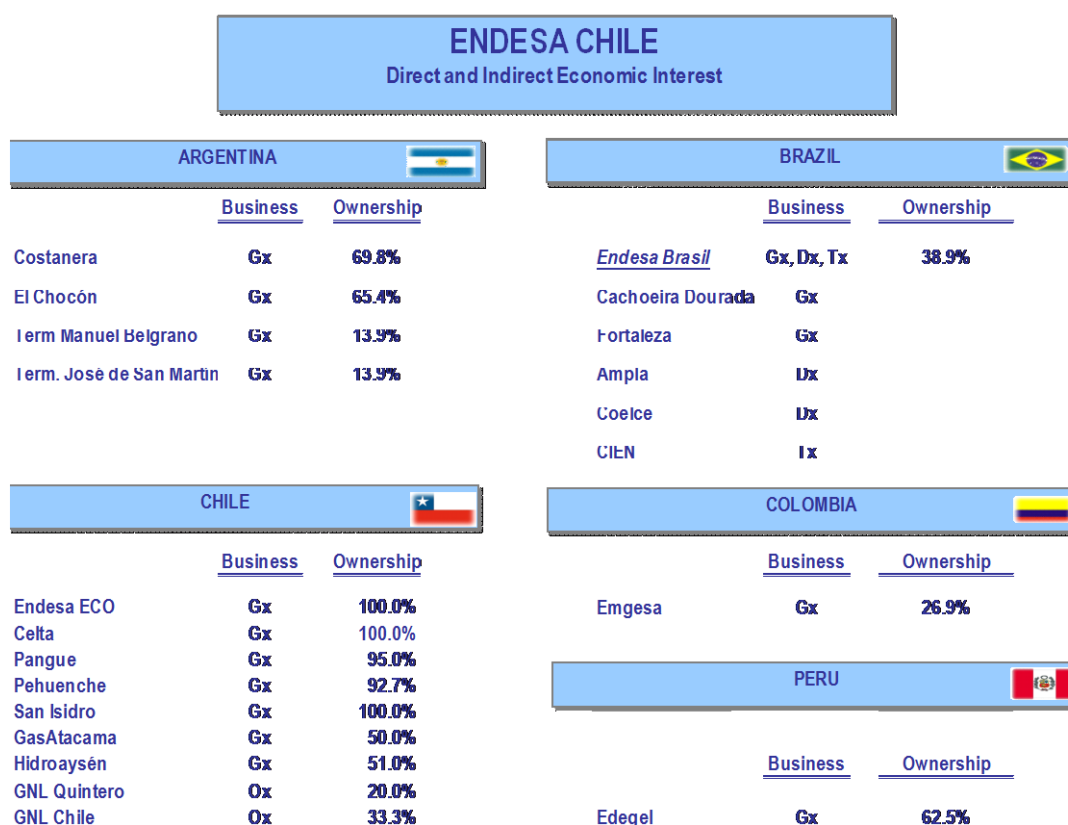 ENDESA CHILE
Direct and Indirect Economic Interest
ARGENTINA
Business Ownership
Costanera Gx 69.8%
El Chocón Gx 65.4%
Term Manuel Belgrano Gx 13.9%
Term. José de San Martín Gx 13.9%
BRAZIL
Business Ownership
Endesa Brasil Gx, Dx, Tx 38.9%
Cachoeira Dourada Gx
Fortaleza Gx
Ampla Dx
Coelce Dx
CIEN Tx
CHILE
Business Ownership
Endesa ECO Gx 100.0%
Celta Gx 100.0%
Pangue Gx 95.0%
Pehuenche Gx 92.7%
San Isidro Gx 100.0%
GasAtacama Gx 50.0%
Hidroaysén Gx 51.0%
GNL Quintero Ox 20.0%
GNL Chile Ox 33.3%
COLOMBIA
Business Ownership
Emgesa Gx 26.9%
PERU
Business Ownership
Edegel Gx 62.5%